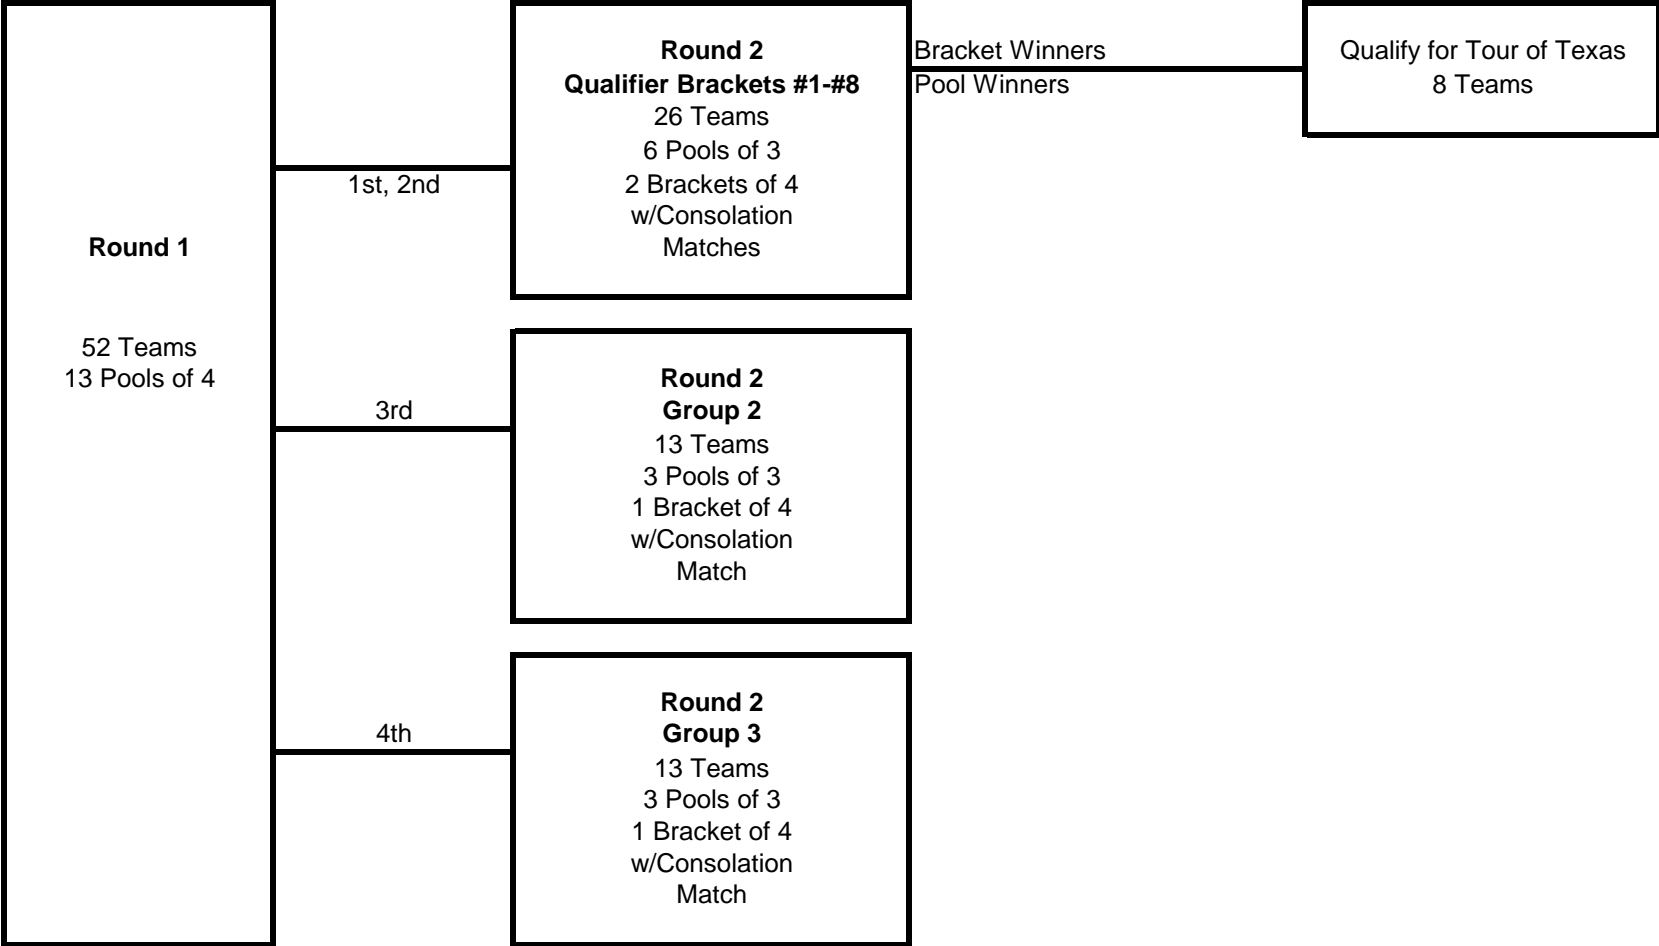 Round 1
52 Teams
13 Pools of 4
1st, 2nd
3rd
4th
Round 2
Qualifier Brackets #1-#8
26 Teams
6 Pools of 3
2 Brackets of 4
w/Consolation
Matches
Round 2
Group 2
13 Teams
3 Pools of 3
1 Bracket of 4
w/Consolation
Match
Round 2
Group 3
13 Teams
3 Pools of 3
1 Bracket of 4
w/Consolation
Match
Bracket Winners
Pool Winners
Qualify for Tour of Texas
8 Teams